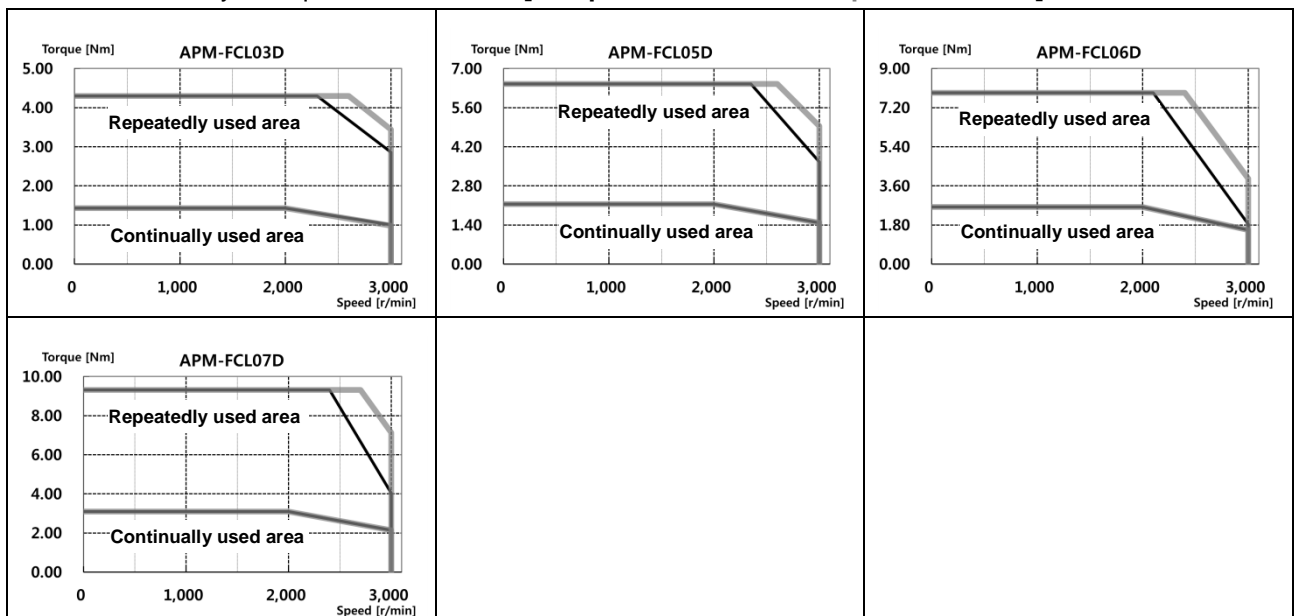 Torque [Nm] APM-FCL03D
5.00
4.00
Repeatedly used area
3.00
2.00
1.00
Continually used area
0.00
0 1,000 2,000 3,000
Speed [r/min]
Torque [Nm] APM-FCL05D
7.00
5.60
Repeatedly used area
4.20
2.80
1.40
Continually used area
0.00
0 1,000 2,000 3,000
Speed [r/min]
Torque [Nm] APM-FCL06D
9.00
7.20
Repeatedly used area
5.40
3.60
1.80
Continually used area
0.00
0 1,000 2,000 3,000
Speed [r/min]
Torque [Nm] APM-FCL07D
10.00
8.00
Repeatedly used area
6.00
4.00
2.00
Continually used area
0.00
0 1,000 2,000 3,000
Speed [r/min]